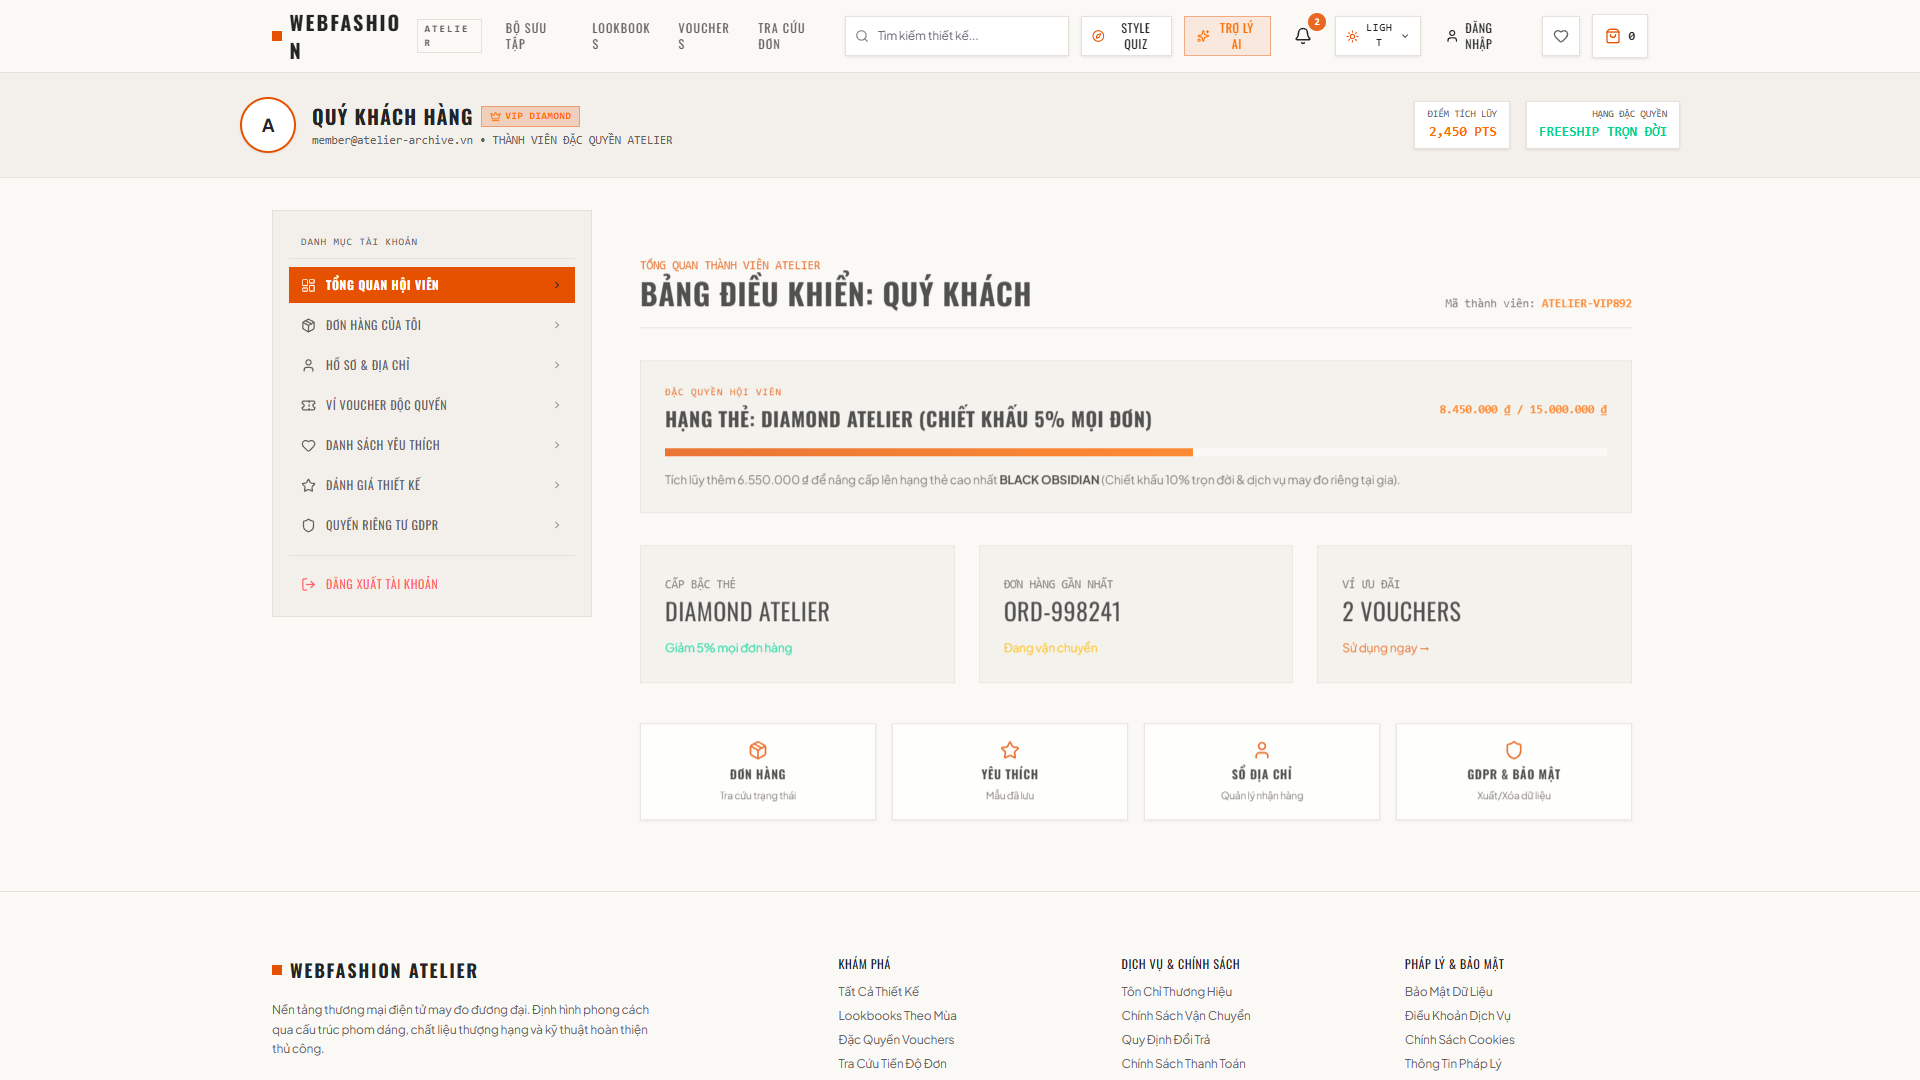 WEBFASHIO
N
ATELIE
R
BỘ SƯU
TẬP
LOOKBOOK
S
VOUCHER
S
TRA CỨU
ĐƠN
Tìm kiếm thiết kế...
STYLE
QUIZ
TRỢ LÝ
AI
2
LIGH
T
ĐĂNG
NHẬP
0
A
QUÝ KHÁCH HÀNG
VIP DIAMOND
member@atelier-archive.vn • THÀNH VIÊN ĐẶC QUYỀN ATELIER
ĐIỂM TÍCH LŨY
2,450 PTS
HẠNG ĐẶC QUYỀN
FREESHIP TRỌN ĐỜI
DANH MỤC TÀI KHOẢN
TỔNG QUAN HỘI VIÊN
ĐƠN HÀNG CỦA TÔI
HỒ SƠ & ĐỊA CHỈ
VÍ VOUCHER ĐỘC QUYỀN
DANH SÁCH YÊU THÍCH
ĐÁNH GIÁ THIẾT KẾ
QUYỀN RIÊNG TƯ GDPR
ĐĂNG XUẤT TÀI KHOẢN
TỔNG QUAN THÀNH VIÊN ATELIER
BẢNG ĐIỀU KHIỂN: QUÝ KHÁCH
Mã thành viên: ATELIER-VIP892
ĐẶC QUYỀN HỘI VIÊN
HẠNG THẺ: DIAMOND ATELIER (CHIẾT KHẤU 5% MỌI ĐƠN)
8.450.000 ₫ / 15.000.000 ₫
Tích lũy thêm 6.550.000 ₫ để nâng cấp lên hạng thẻ cao nhất BLACK OBSIDIAN (Chiết khấu 10% trọn đời & dịch vụ may đo riêng tại gia).
CẤP BẬC THẺ
DIAMOND ATELIER
Giảm 5% mọi đơn hàng
ĐƠN HÀNG GẦN NHẤT
ORD-998241
Đang vận chuyển
VÍ ƯU ĐÃI
2 VOUCHERS
Sử dụng ngay →
ĐƠN HÀNG
Tra cứu trạng thái
YÊU THÍCH
Mẫu đã lưu
SỔ ĐỊA CHỈ
Quản lý nhận hàng
GDPR & BẢO MẬT
Xuất/Xóa dữ liệu
WEBFASHION ATELIER
Nền tảng thương mại điện tử may đo đương đại. Định hình phong cách
qua cấu trúc phom dáng, chất liệu thượng hạng và kỹ thuật hoàn thiện
thủ công.
KHÁM PHÁ
Tất Cả Thiết Kế
Lookbooks Theo Mùa
Đặc Quyền Vouchers
Tra Cứu Tiến Độ Đơn
DỊCH VỤ & CHÍNH SÁCH
Tôn Chỉ Thương Hiệu
Chính Sách Vận Chuyển
Quy Định Đổi Trả
Chính Sách Thanh Toán
PHÁP LÝ & BẢO MẬT
Bảo Mật Dữ Liệu
Điều Khoản Dịch Vụ
Chính Sách Cookies
Thông Tin Pháp Lý